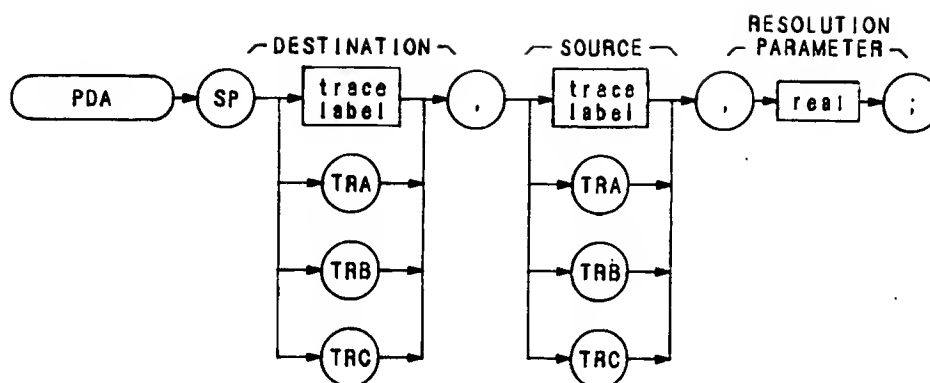 DESTINATION
SOURCE
RESOLUTION
PARAMETER
PDA
SP
trace
label
,
trace
label
,
real
;
TRA
TRA
TRB
TRB
TRC
TRC